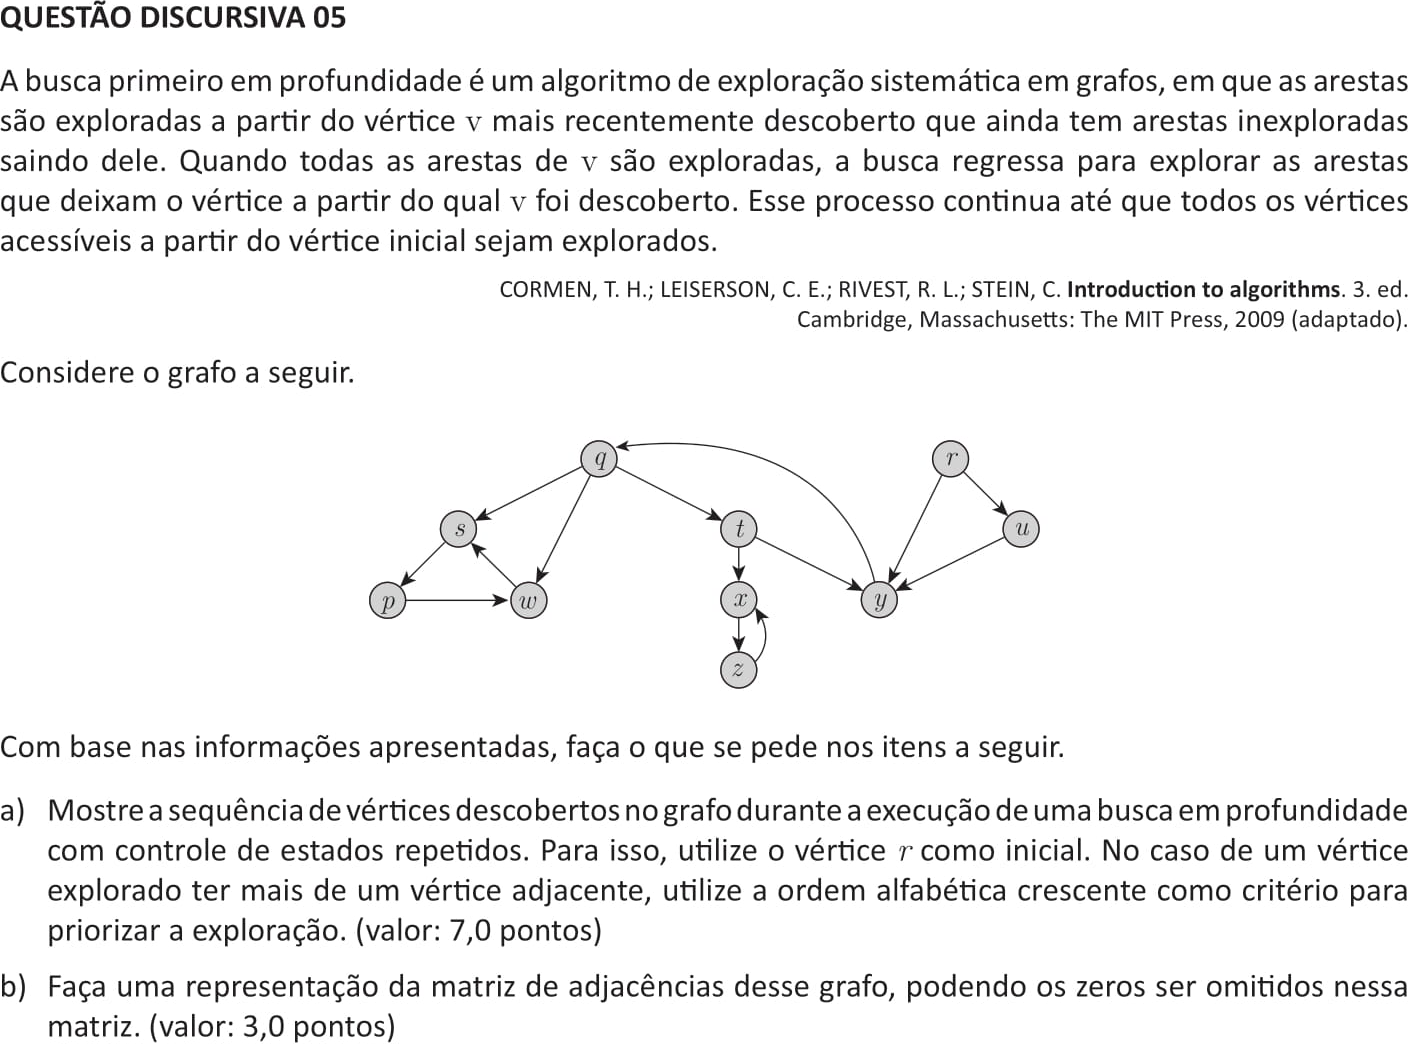 QUESTÃO DISCURSIVA 05
A busca primeiro em profundidade é um algoritmo de exploração sistemática em grafos, em que as arestas
são exploradas a partir do vértice v mais recentemente descoberto que ainda tem arestas inexploradas
saindo dele. Quando todas as arestas de v são exploradas, a busca regressa para explorar as arestas
que deixam o vértice a partir do qual v foi descoberto. Esse processo continua até que todos os vértices
acessíveis a partir do vértice inicial sejam explorados.
CORMEN, T. H.; LEISERSON, C. E.; RIVEST, R. L.; STEIN, C. Introduction to algorithms. 3. ed.
Cambridge, Massachusetts: The MIT Press, 2009 (adaptado).
Considere o grafo a seguir.
q
r
s
t
u
p
w
x
y
z
Com base nas informações apresentadas, faça o que se pede nos itens a seguir.
a) Mostre a sequência de vértices descobertos no grafo durante a execução de uma busca em profundidade
com controle de estados repetidos. Para isso, utilize o vértice r como inicial. No caso de um vértice
explorado ter mais de um vértice adjacente, utilize a ordem alfabética crescente como critério para
priorizar a exploração. (valor: 7,0 pontos)
b) Faça uma representação da matriz de adjacências desse grafo, podendo os zeros ser omitidos nessa
matriz. (valor: 3,0 pontos)